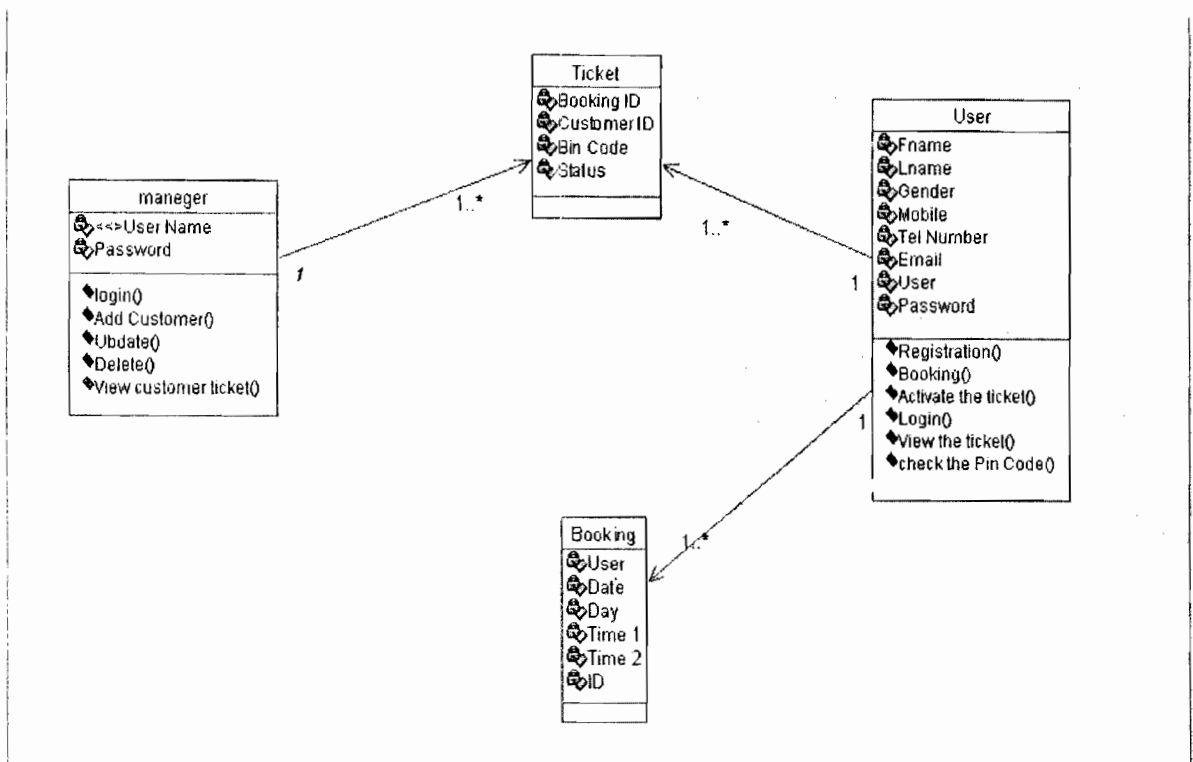 Ticket
Booking ID
Customer ID
Bin Code
Status
1..*
1..*
maneger
<<>User Name
Password
login()
Add Customer()
Ubdate()
Delete()
View customer ticket()
1
User
Fname
Lname
Gender
Mobile
Tel Number
Email
User
Password
Registration()
Booking()
Activate the ticket()
Login()
View the ticket()
check the Pin Code()
1
1
1..*
Booking
User
Date
Day
Time 1
Time 2
ID